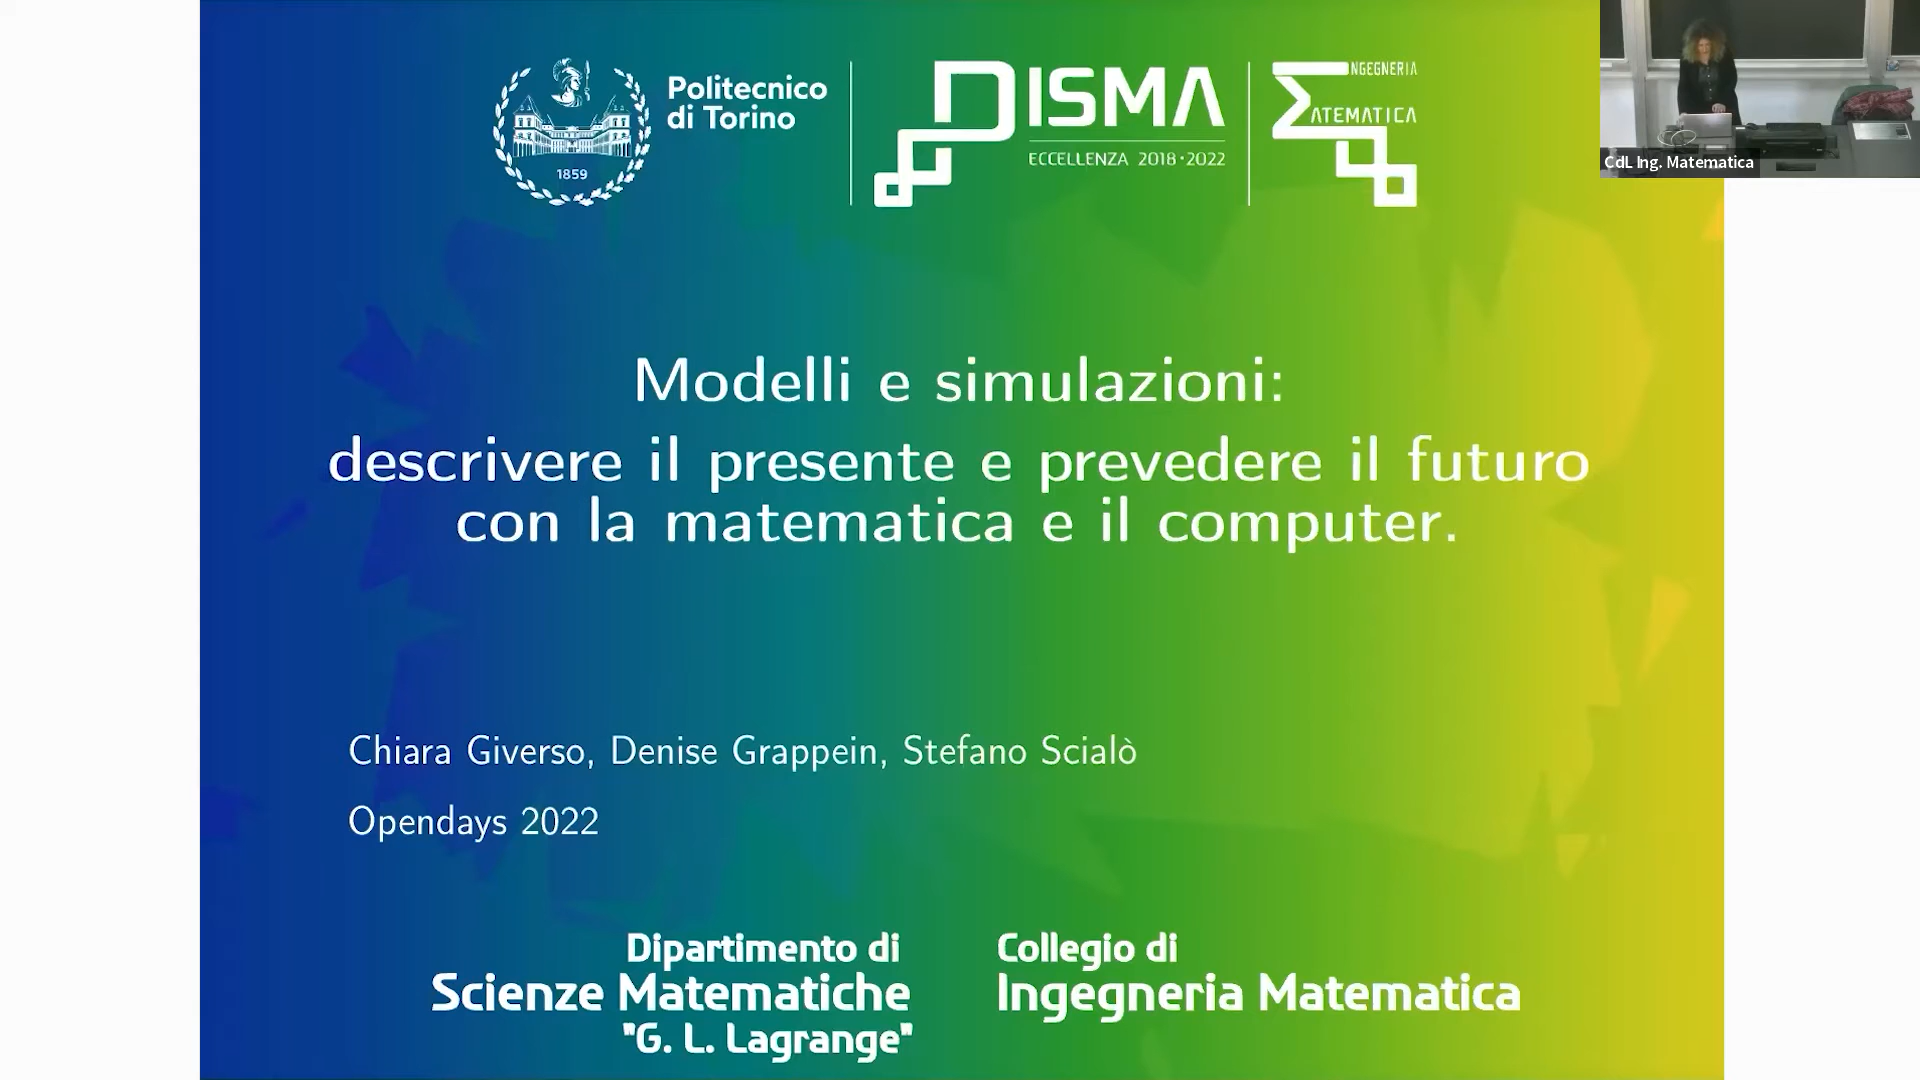 Politecnico
di Torino
1859
DISMA
ECCELLENZA 2018·2022
INGEGNERIA
MATEMATICA
CdL Ing. Matematica
Modelli e simulazioni:
descrivere il presente e prevedere il futuro
con la matematica e il computer.
Chiara Giverso, Denise Grappein, Stefano Scialò
Opendays 2022
Dipartimento di
Scienze Matematiche
"G. L. Lagrange"
Collegio di
Ingegneria Matematica